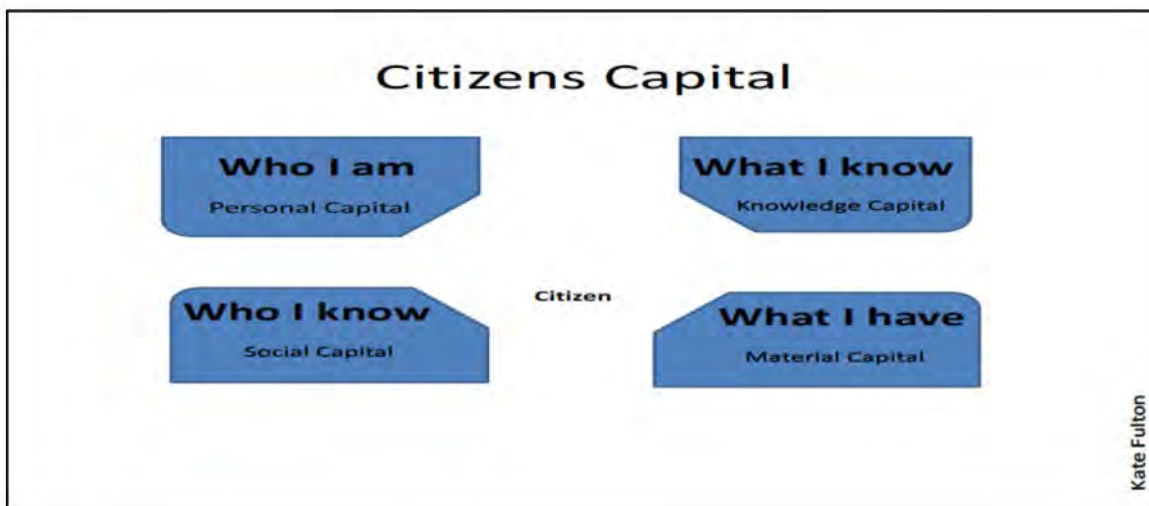 Citizens Capital
Who I am
Personal Capital
What I know
Knowledge Capital
Who I know
Social Capital
Citizen
What I have
Material Capital
Kate Fulton